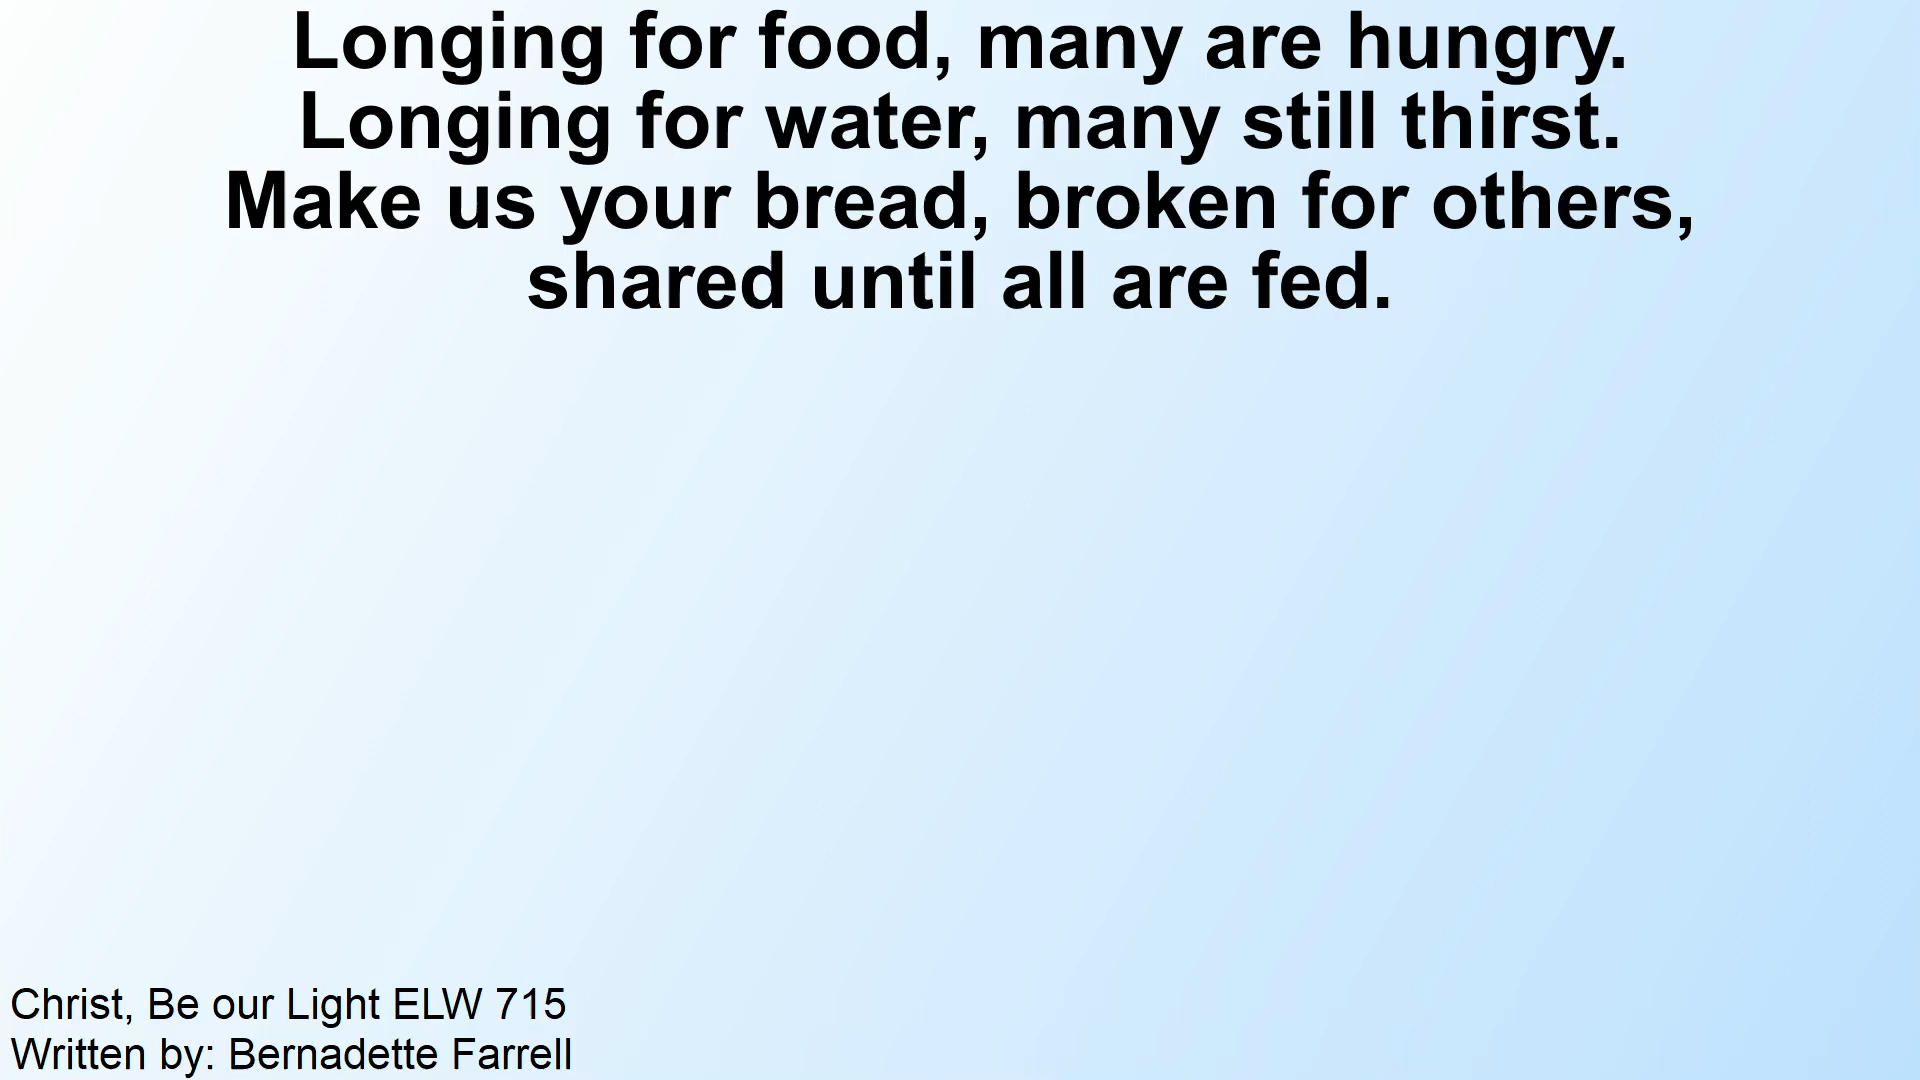 Longing for food, many are hungry.
Longing for water, many still thirst.
Make us your bread, broken for others,
shared until all are fed.
Christ, Be our Light ELW 715
Written by: Bernadette Farrell